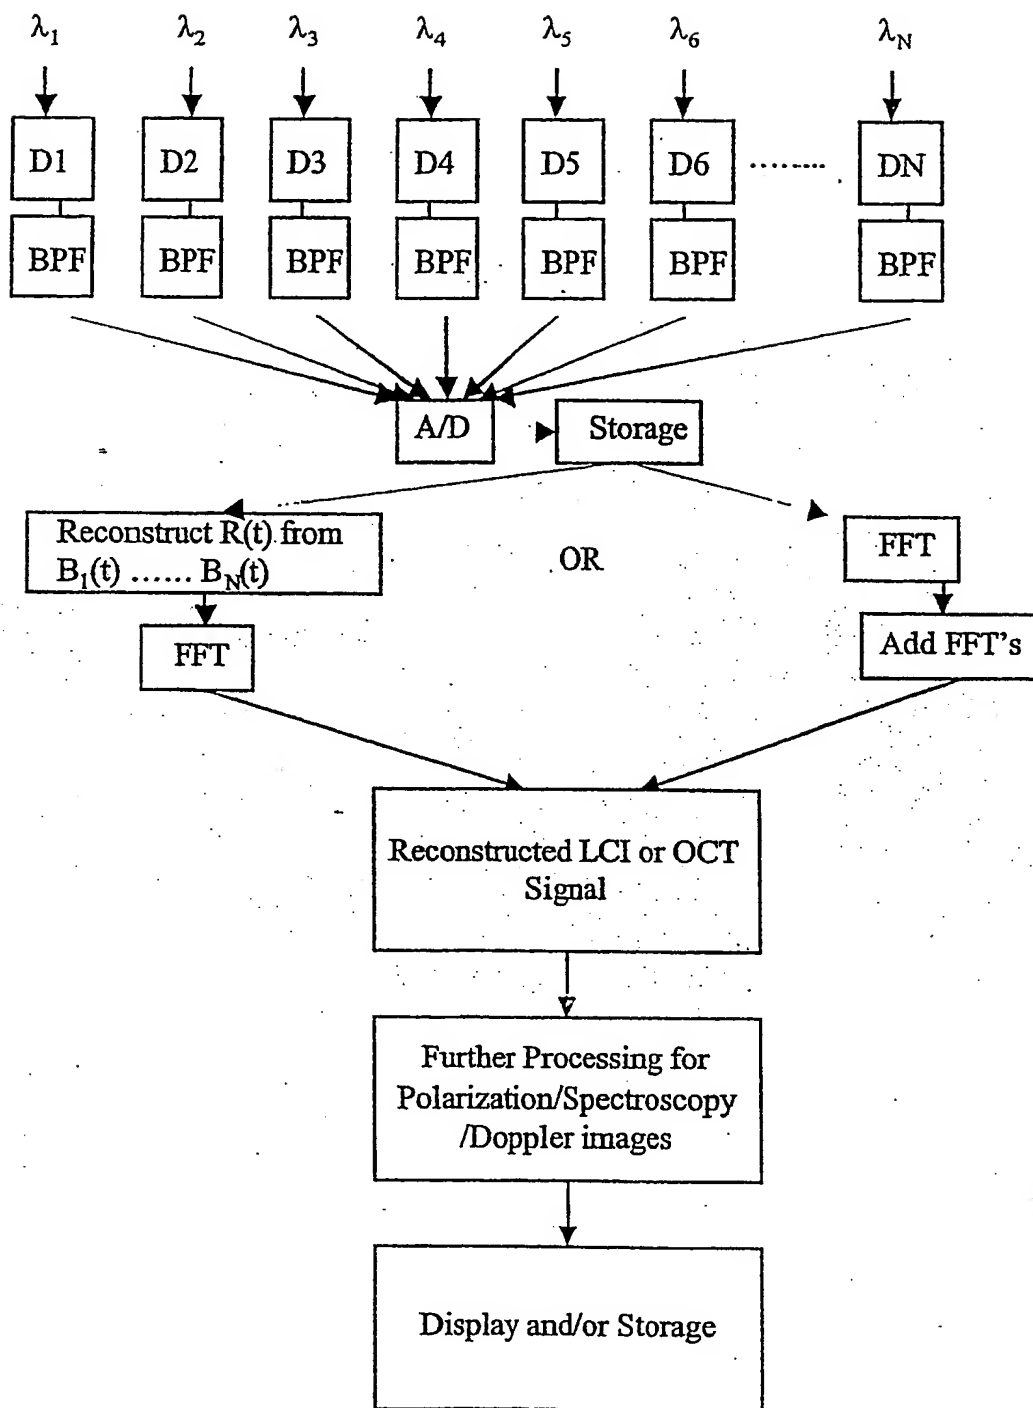 λ1 λ2 λ3 λ4 λ5 λ6 λN
D1 D2 D3 D4 D5 D6 ........ DN
BPF BPF BPF BPF BPF BPF BPF
A/D Storage
Reconstruct R(t) from
B1(t) ...... BN(t)
OR
FFT
FFT
Add FFT's
Reconstructed LCI or OCT
Signal
Further Processing for
Polarization/Spectroscopy
/Doppler images
Display and/or Storage